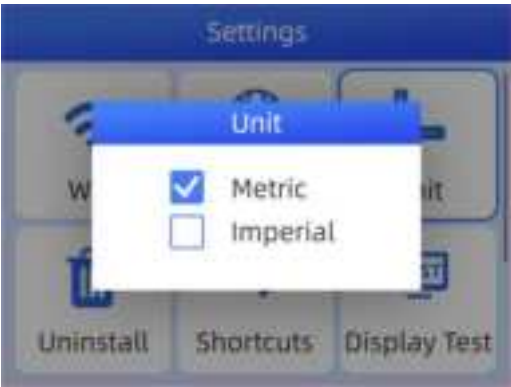 Settings
Unit
Metric
Imperial
Uninstall
Shortcuts
Display Test